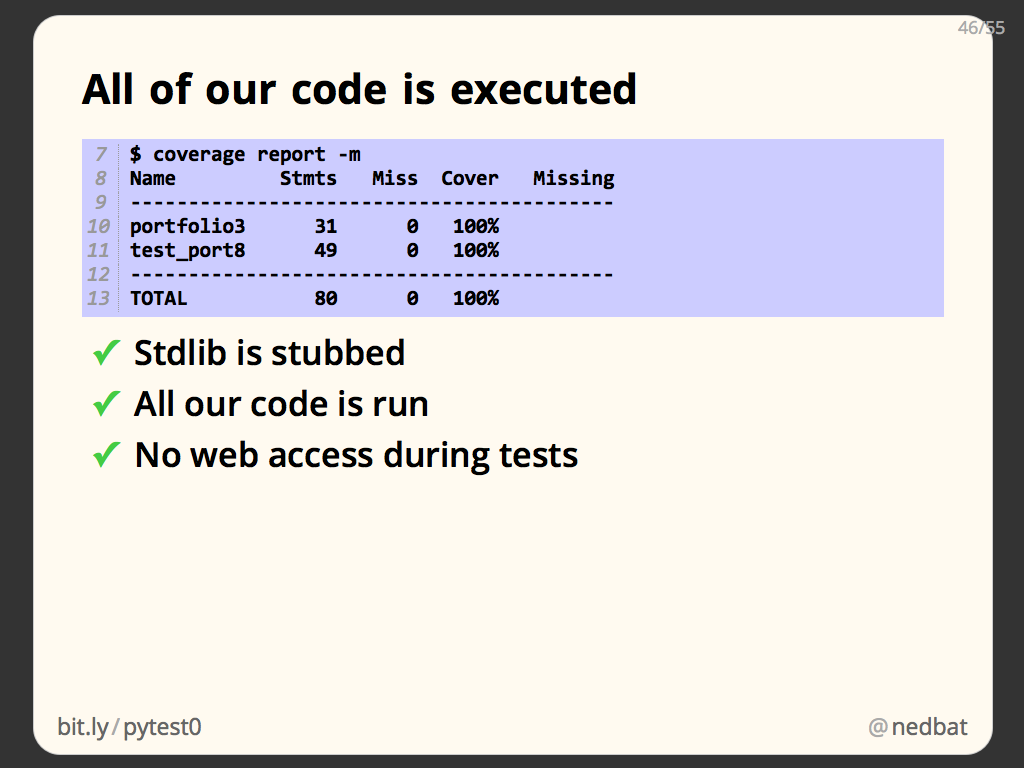 46/55
All of our code is executed
7 $ coverage report -m
8 Name         Stmts   Miss  Cover   Missing
9 ------------------------------------------
10 portfolio3      31      0   100%
11 test_port8      49      0   100%
12 ------------------------------------------
13 TOTAL           80      0   100%
✔ Stdlib is stubbed
✔ All our code is run
✔ No web access during tests
bit.ly/pytest0
@nedbat